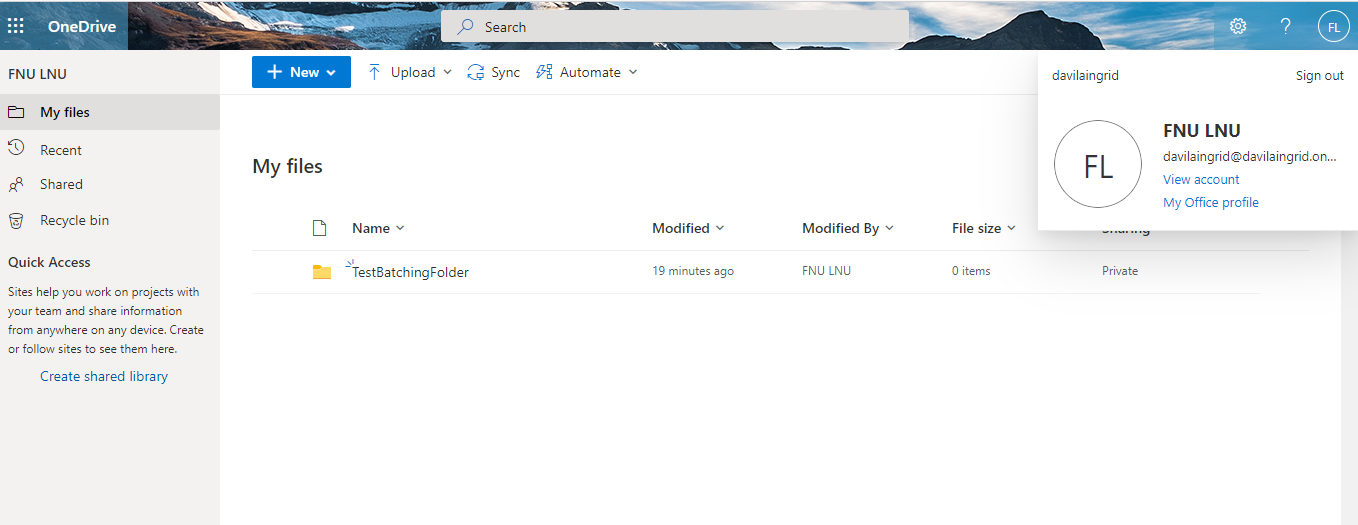 OneDrive
Search
FL
FNU LNU
My files
Recent
Shared
Recycle bin
Quick Access
Sites help you work on projects with
your team and share information
from anywhere on any device. Create
or follow sites to see them here.
Create shared library
New
Upload
Sync
Automate
My files
Name
Modified
Modified By
File size
Sharing
TestBatchingFolder
19 minutes ago
FNU LNU
0 items
Private
davilaingrid
Sign out
FL
FNU LNU
davilaingrid@davilaingrid.on...
View account
My Office profile